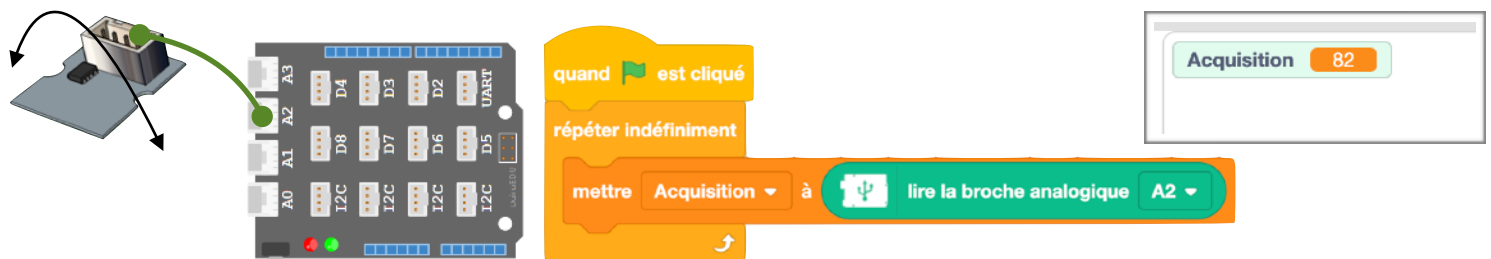 A3
A2
A1
A0
D4
D3
D2
UART
D8
D7
D6
D5
I2C
I2C
I2C
I2C
quand est cliqué
répéter indéfiniment
mettre Acquisition à lire la broche analogique A2
Acquisition 82